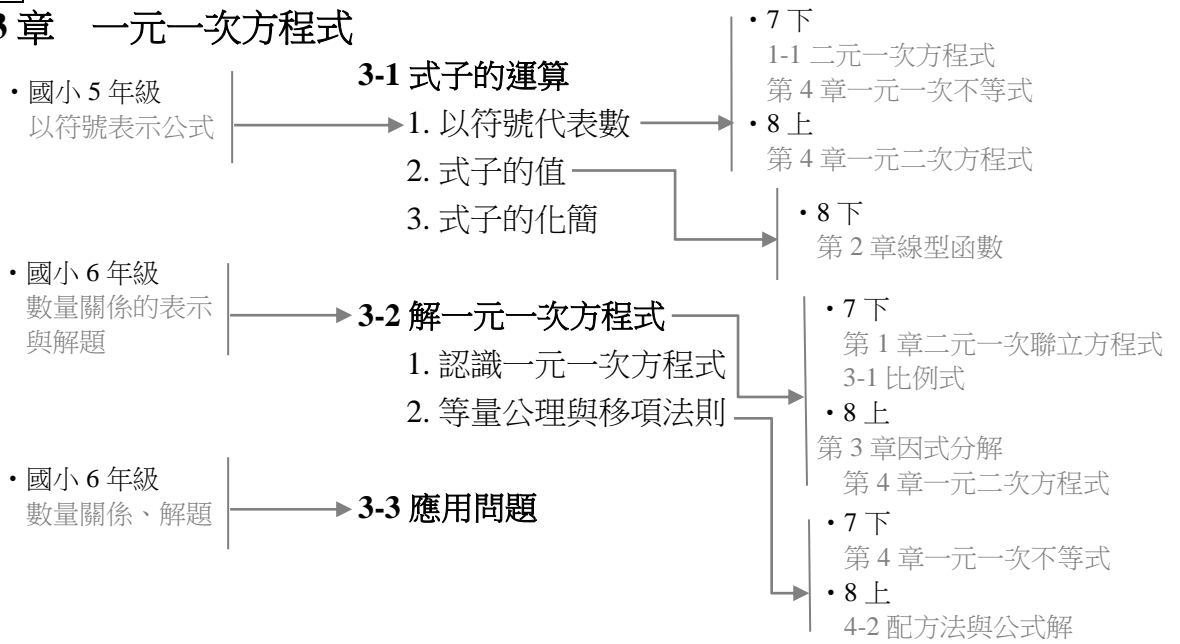 3 章 一元一次方程式
・國小 5 年級
以符號表示公式
3-1 式子的運算
1. 以符號代表數
2. 式子的值
3. 式子的化簡
・7 下
1-1 二元一次方程式
第 4 章一元一次不等式
・8 上
第 4 章一元二次方程式
・8 下
第 2 章線型函數
・國小 6 年級
數量關係的表示
與解題
3-2 解一元一次方程式
1. 認識一元一次方程式
2. 等量公理與移項法則
・7 下
第 1 章二元一次聯立方程式
3-1 比例式
・8 上
第 3 章因式分解
第 4 章一元二次方程式
・國小 6 年級
數量關係、解題
3-3 應用問題
・7 下
第 4 章一元一次不等式
・8 上
4-2 配方法與公式解